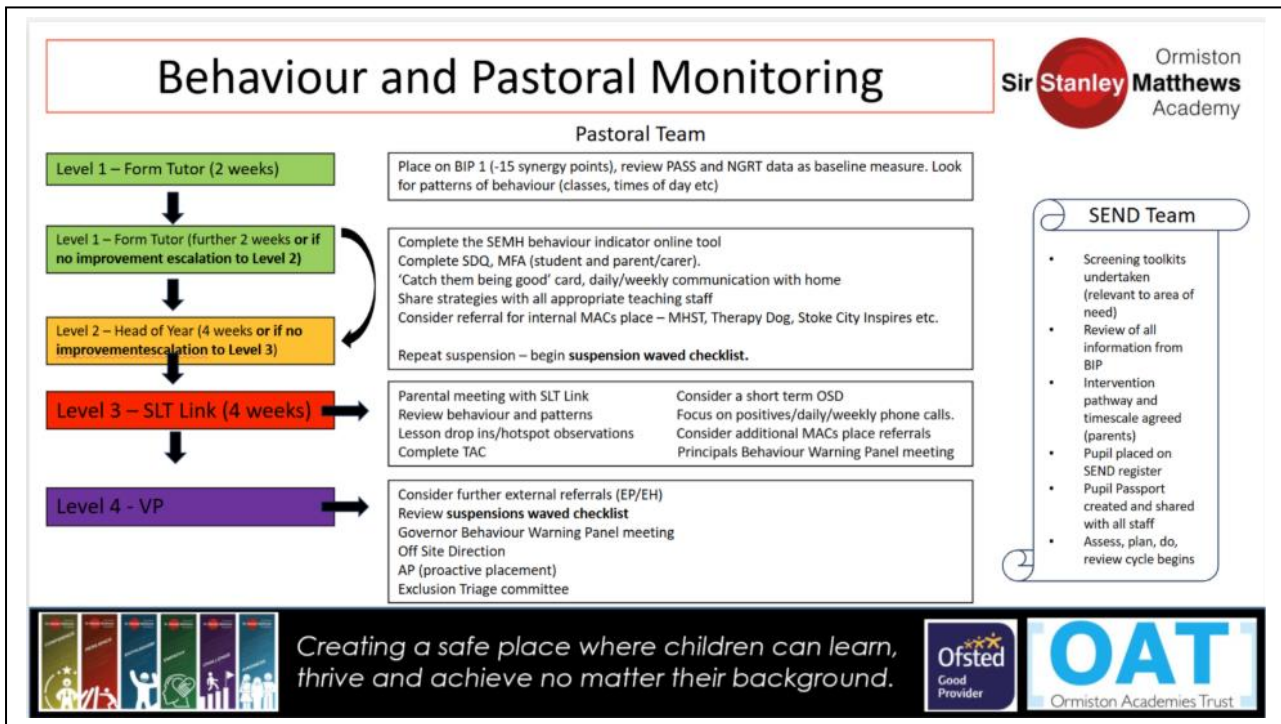 Behaviour and Pastoral Monitoring
Ormiston
Sir Stanley Matthews
Academy
Pastoral Team
Level 1 – Form Tutor (2 weeks)
Place on BIP 1 (-15 synergy points), review PASS and NGRT data as baseline measure. Look
for patterns of behaviour (classes, times of day etc)
Level 1 – Form Tutor (further 2 weeks or if
no improvement escalation to Level 2)
Level 2 – Head of Year (4 weeks or if no
improvementescalation to Level 3)
Complete the SEMH behaviour indicator online tool
Complete SDQ, MFA (student and parent/carer).
‘Catch them being good’ card, daily/weekly communication with home
Share strategies with all appropriate teaching staff
Consider referral for internal MACs place – MHST, Therapy Dog, Stoke City Inspires etc.
Repeat suspension – begin suspension waved checklist.
Level 3 – SLT Link (4 weeks)
Parental meeting with SLT Link
Review behaviour and patterns
Lesson drop ins/hotspot observations
Complete TAC
Consider a short term OSD
Focus on positives/daily/weekly phone calls.
Consider additional MACs place referrals
Principals Behaviour Warning Panel meeting
Level 4 - VP
Consider further external referrals (EP/EH)
Review suspensions waved checklist
Governor Behaviour Warning Panel meeting
Off Site Direction
AP (proactive placement)
Exclusion Triage committee
SEND Team
• Screening toolkits
undertaken
(relevant to area of
need)
• Review of all
information from
BIP
• Intervention
pathway and
timescale agreed
(parents)
• Pupil placed on
SEND register
• Pupil Passport
created and shared
with all staff
• Assess, plan, do,
review cycle begins
Creating a safe place where children can learn,
thrive and achieve no matter their background.
Ofsted
Good
Provider
OAT
Ormiston Academies Trust